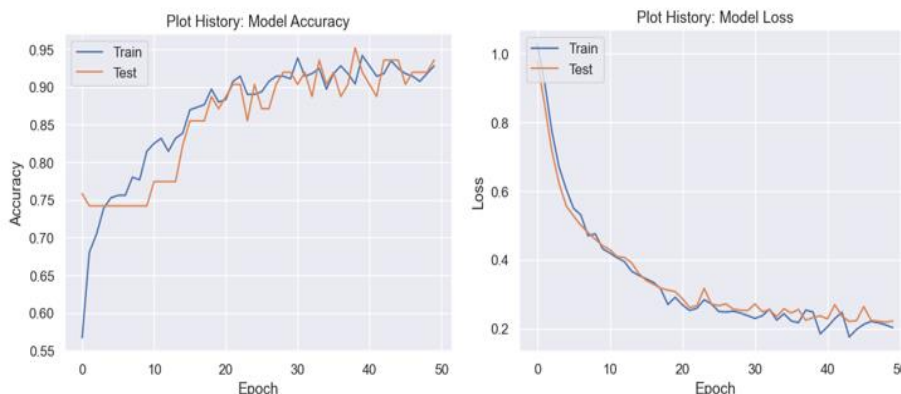 Plot History: Model Accuracy
Train
Test
0.95
0.90
0.85
0.80
0.75
0.70
0.65
0.60
0.55
Accuracy
0
10
20
30
40
50
Epoch
Plot History: Model Loss
Train
Test
1.0
0.8
0.6
0.4
0.2
Loss
0
10
20
30
40
50
Epoch